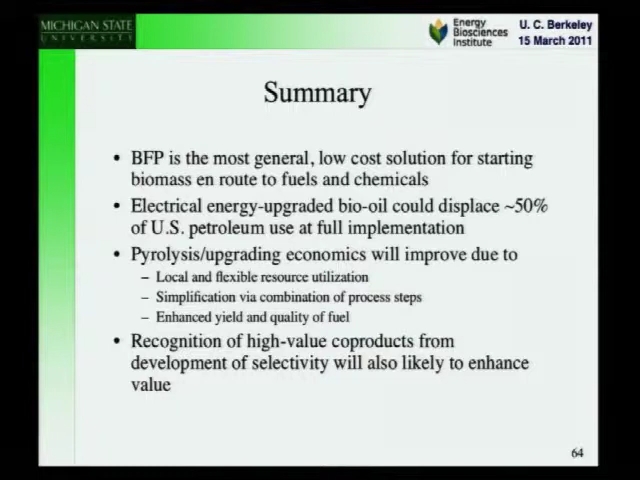 MICHIGAN STATE
UNIVERSITY
Energy
Biosciences
Institute
U. C. Berkeley
15 March 2011
Summary
• BFP is the most general, low cost solution for starting
biomass en route to fuels and chemicals
• Electrical energy-upgraded bio-oil could displace ~50%
of U.S. petroleum use at full implementation
• Pyrolysis/upgrading economics will improve due to
– Local and flexible resource utilization
– Simplification via combination of process steps
– Enhanced yield and quality of fuel
• Recognition of high-value coproducts from
development of selectivity will also likely to enhance
value
64